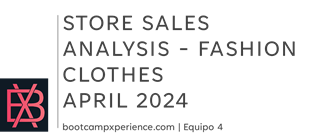 STORE SALES
ANALYSIS - FASHION
CLOTHES
APRIL 2024
bootcampxperience.com | Equipo 4